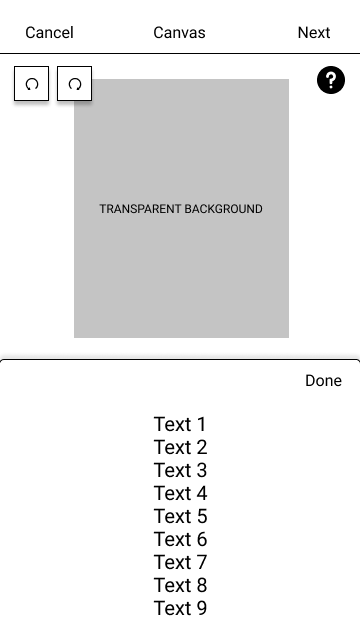 Cancel Canvas Next
?
TRANSPARENT BACKGROUND
Done
Text 1
Text 2
Text 3
Text 4
Text 5
Text 6
Text 7
Text 8
Text 9